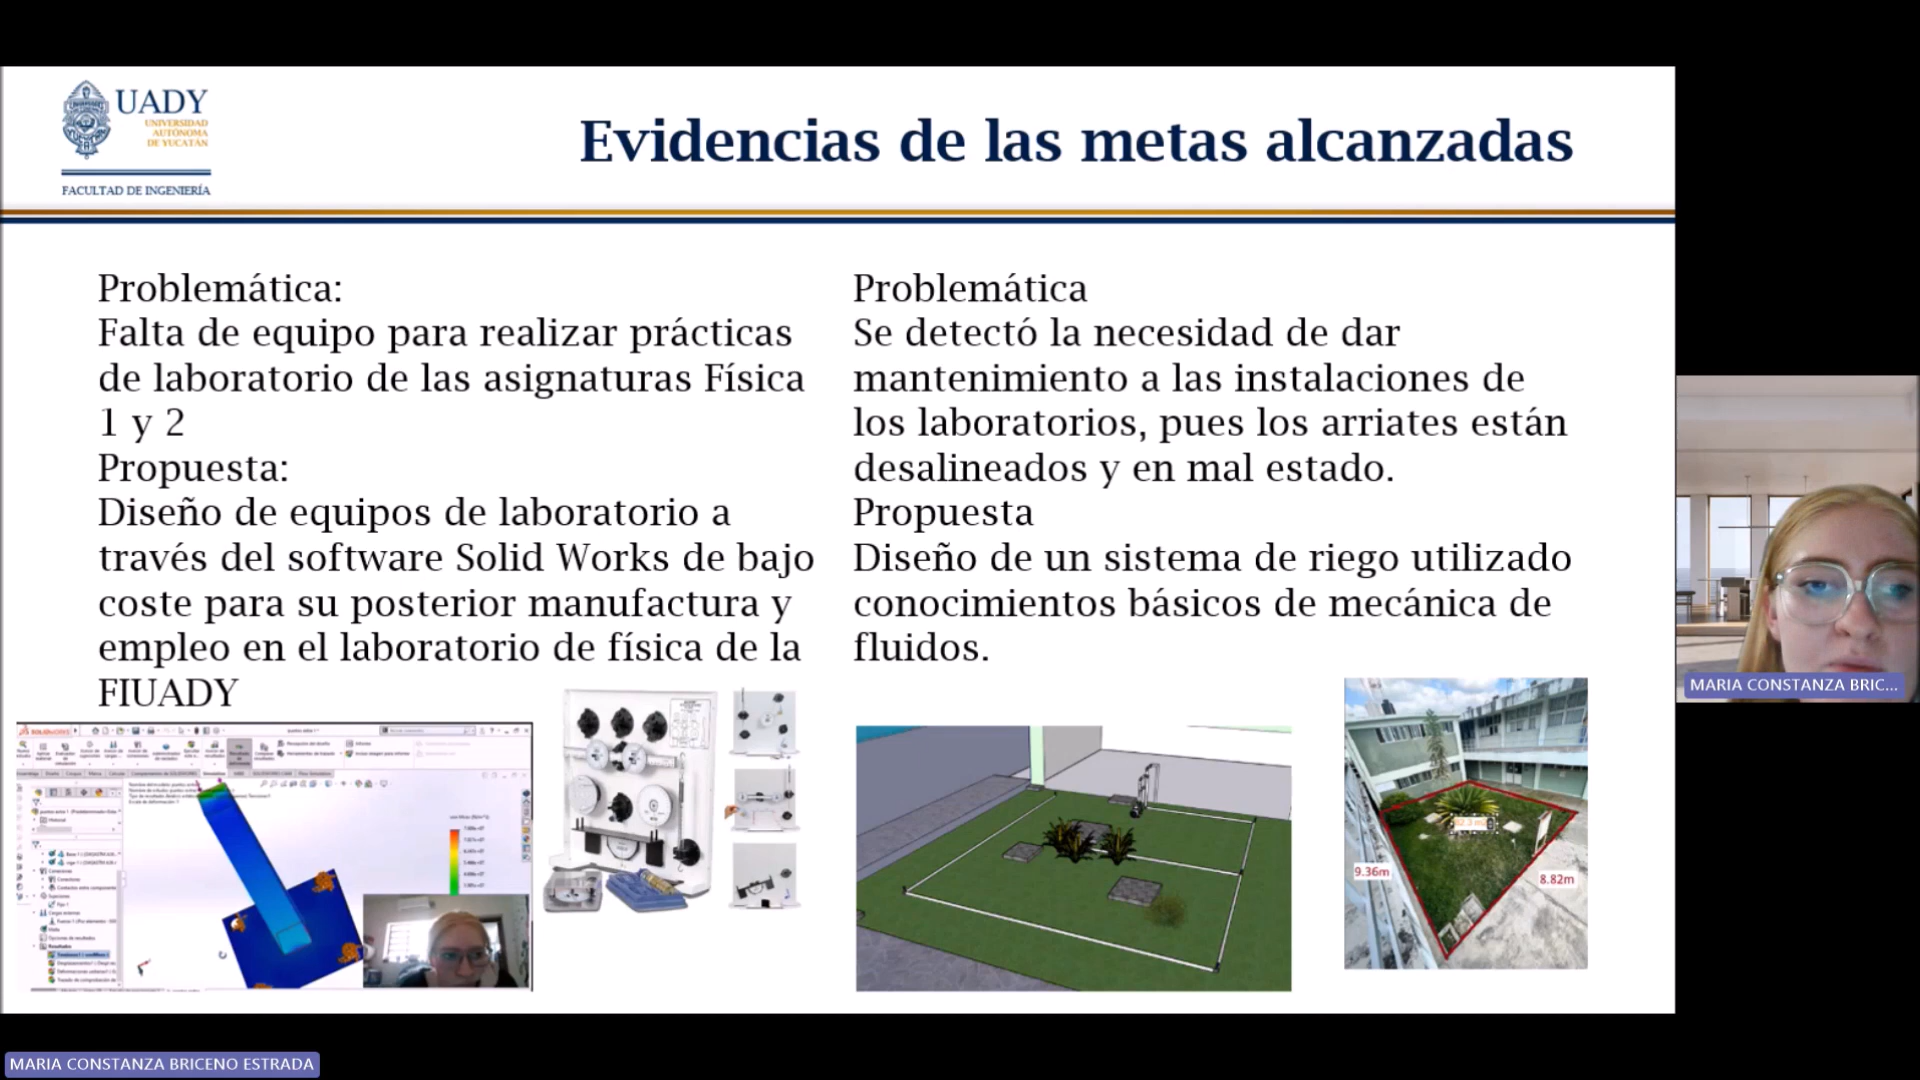 UADY
UNIVERSIDAD
AUTÓNOMA
DE YUCATÁN
FACULTAD DE INGENIERÍA
Evidencias de las metas alcanzadas
Problemática:
Falta de equipo para realizar prácticas
de laboratorio de las asignaturas Física
1 y 2
Propuesta:
Diseño de equipos de laboratorio a
través del software Solid Works de bajo
coste para su posterior manufactura y
empleo en el laboratorio de física de la
FIUADY
Problemática
Se detectó la necesidad de dar
mantenimiento a las instalaciones de
los laboratorios, pues los arriates están
desalineados y en mal estado.
Propuesta
Diseño de un sistema de riego utilizado
conocimientos básicos de mecánica de
fluidos.
SOLIDWORKS
9.36m
8.82m
MARIA CONSTANZA BRIC...
MARIA CONSTANZA BRICENO ESTRADA